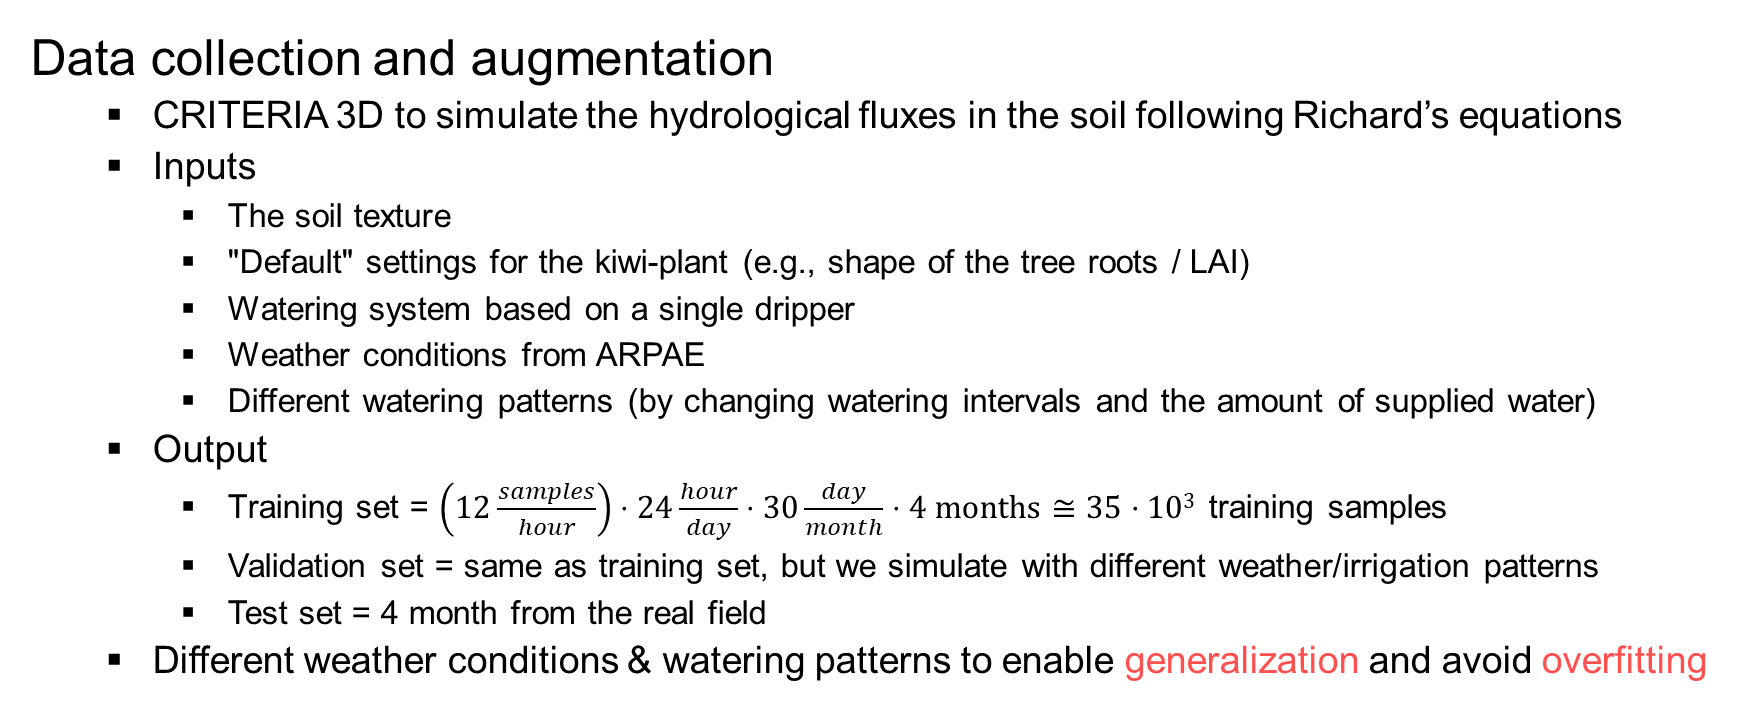 Data collection and augmentation
▪ CRITERIA 3D to simulate the hydrological fluxes in the soil following Richard’s equations
▪ Inputs
▪ The soil texture
▪ "Default" settings for the kiwi-plant (e.g., shape of the tree roots / LAI)
▪ Watering system based on a single dripper
▪ Weather conditions from ARPAE
▪ Different watering patterns (by changing watering intervals and the amount of supplied water)
▪ Output
▪ Training set = (12 samples/hour) · 24 hour/day · 30 day/month · 4 months ≅ 35 · 10³ training samples
▪ Validation set = same as training set, but we simulate with different weather/irrigation patterns
▪ Test set = 4 month from the real field
▪ Different weather conditions & watering patterns to enable generalization and avoid overfitting